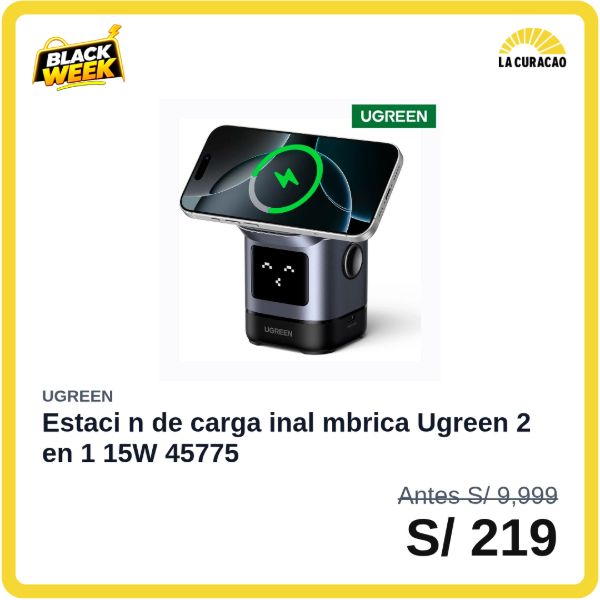 BLACK
WEEK
LA CURACAO
UGREEN
UGREEN
UGREEN
Estaci n de carga inal mbrica Ugreen 2
en 1 15W 45775
Antes S/ 9,999
S/ 219